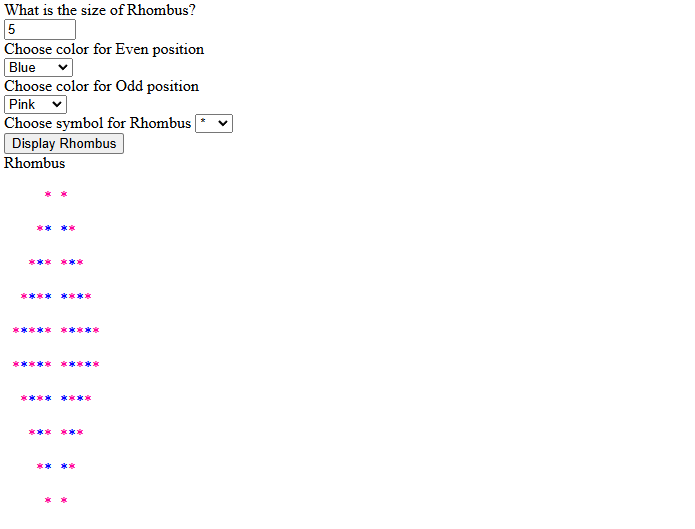 What is the size of Rhombus?
5
Choose color for Even position
Blue
Choose color for Odd position
Pink
Choose symbol for Rhombus *
Display Rhombus
Rhombus
* *
** **
*** ***
**** ****
***** *****
***** *****
**** ****
*** ***
** **
* *